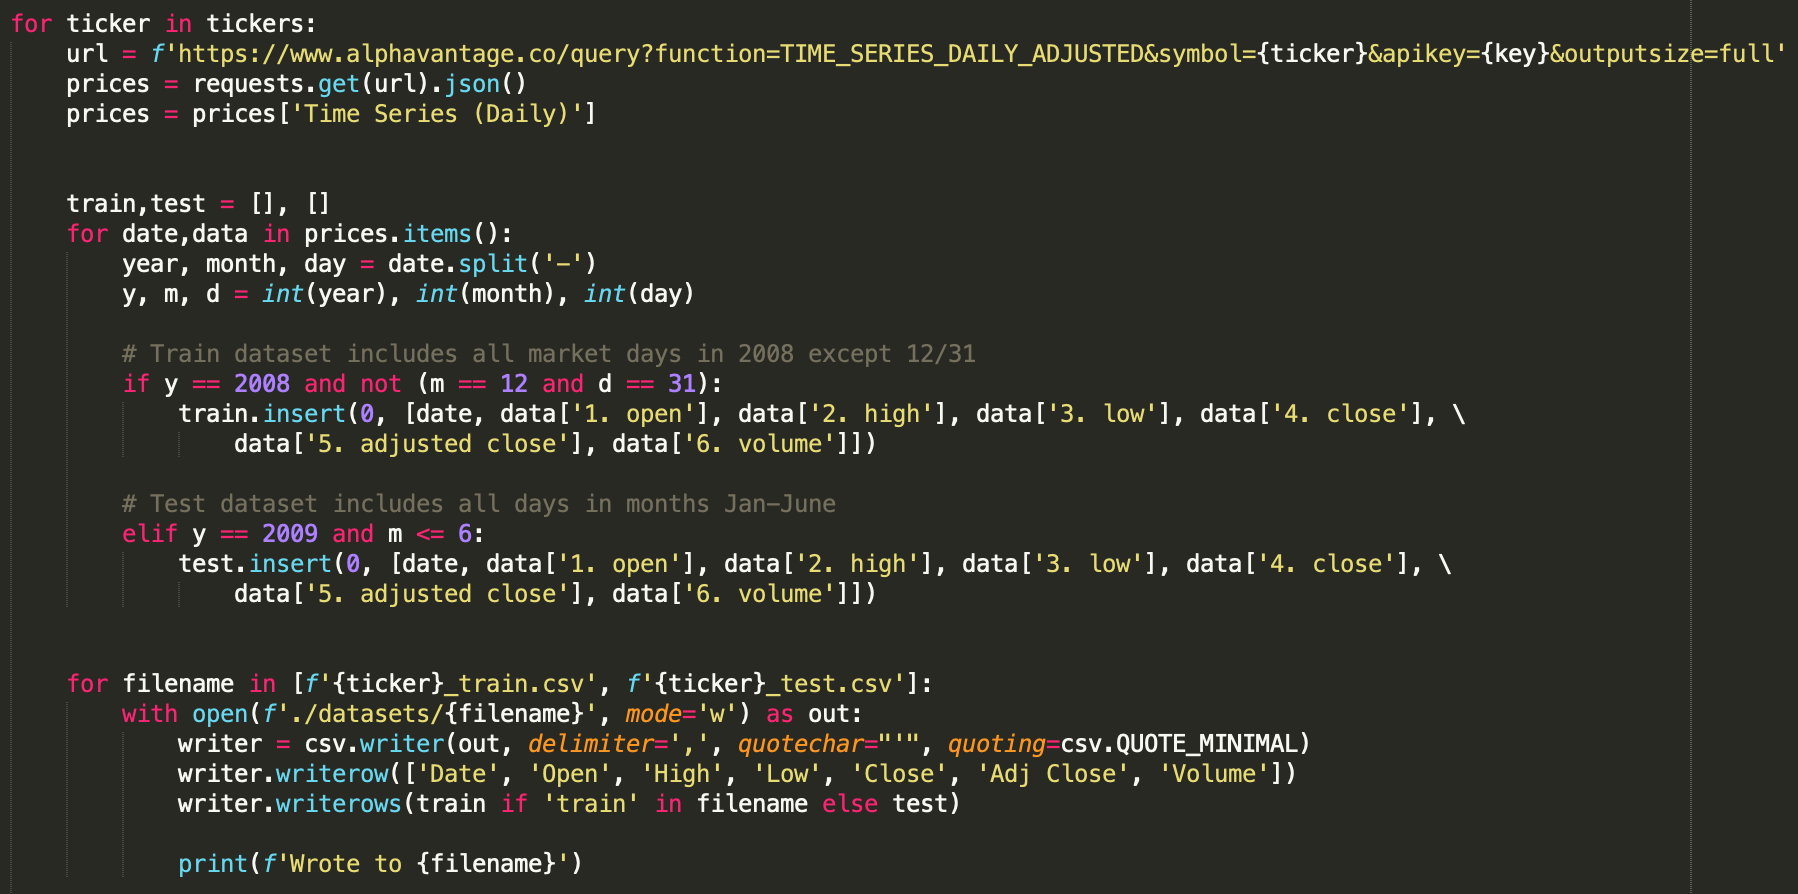 for ticker in tickers:
    url = f'https://www.alphavantage.co/query?function=TIME_SERIES_DAILY_ADJUSTED&symbol={ticker}&apikey={key}&outputsize=full'
    prices = requests.get(url).json()
    prices = prices['Time Series (Daily)']
    train,test = [], []
    for date,data in prices.items():
        year, month, day = date.split('-')
        y, m, d = int(year), int(month), int(day)
        # Train dataset includes all market days in 2008 except 12/31
        if y == 2008 and not (m == 12 and d == 31):
            train.insert(0, [date, data['1. open'], data['2. high'], data['3. low'], data['4. close'], \
                data['5. adjusted close'], data['6. volume']])
        # Test dataset includes all days in months Jan-June
        elif y == 2009 and m <= 6:
            test.insert(0, [date, data['1. open'], data['2. high'], data['3. low'], data['4. close'], \
                data['5. adjusted close'], data['6. volume']])
    for filename in [f'{ticker}_train.csv', f'{ticker}_test.csv']:
        with open(f'./datasets/{filename}', mode='w') as out:
            writer = csv.writer(out, delimiter=',', quotechar="'", quoting=csv.QUOTE_MINIMAL)
            writer.writerow(['Date', 'Open', 'High', 'Low', 'Close', 'Adj Close', 'Volume'])
            writer.writerows(train if 'train' in filename else test)
            print(f'Wrote to {filename}')